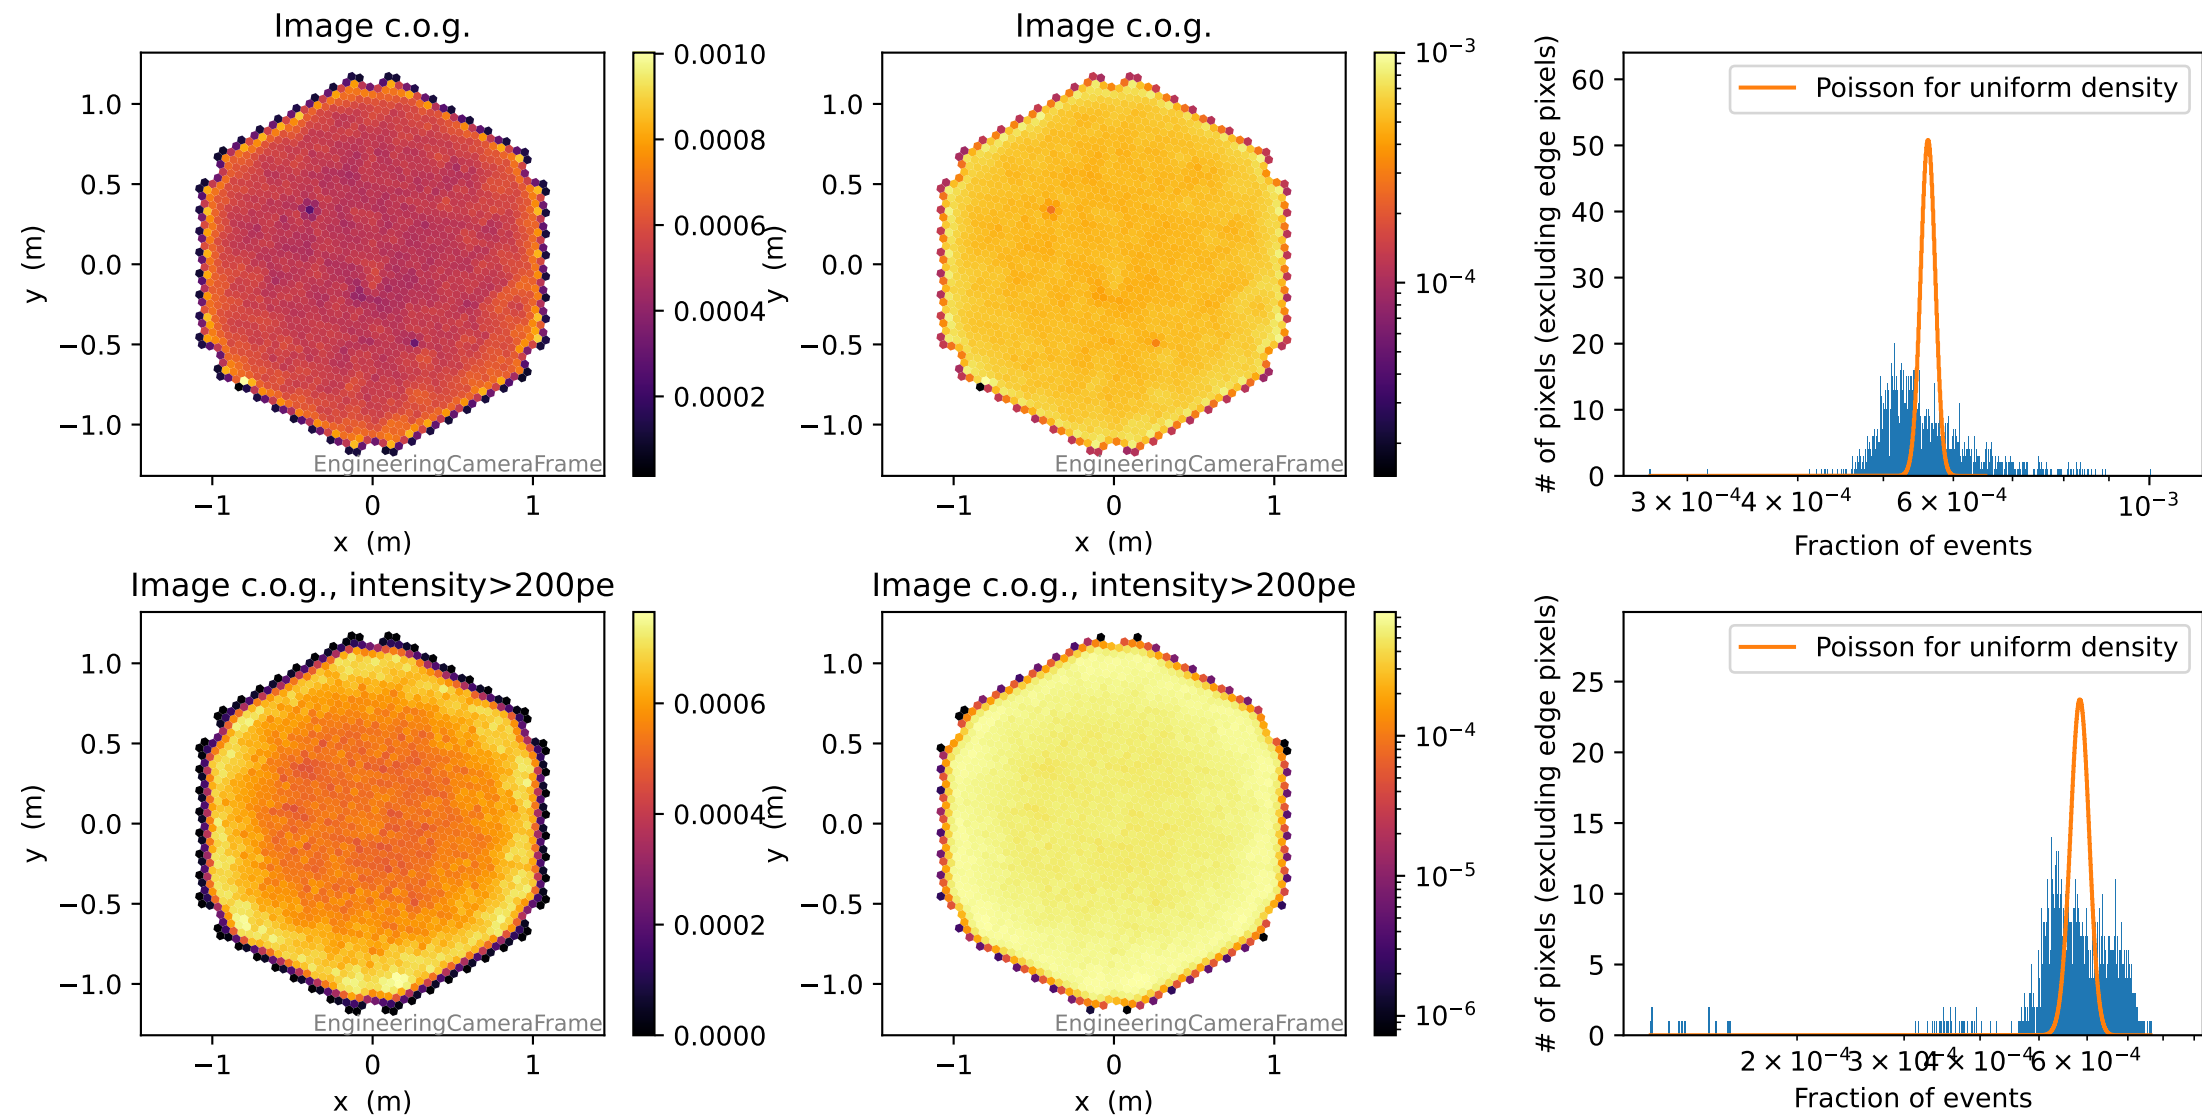 Image c.o.g.
1.0
0.5
0.0
−0.5
−1.0
y (m)
−1
0
1
x (m)
EngineeringCameraFrame
0.0010
0.0008
0.0006
0.0004
0.0002
Image c.o.g.
1.0
0.5
0.0
−0.5
−1.0
y (m)
−1
0
1
x (m)
EngineeringCameraFrame
10⁻³
10⁻⁴
60
50
40
30
20
10
0
# of pixels (excluding edge pixels)
Poisson for uniform density
3 × 10⁻⁴
4 × 10⁻⁴
6 × 10⁻⁴
10⁻³
Fraction of events
Image c.o.g., intensity>200pe
1.0
0.5
0.0
−0.5
−1.0
y (m)
−1
0
1
x (m)
EngineeringCameraFrame
0.0006
0.0004
0.0002
0.0000
Image c.o.g., intensity>200pe
1.0
0.5
0.0
−0.5
−1.0
y (m)
−1
0
1
x (m)
EngineeringCameraFrame
10⁻⁴
10⁻⁵
10⁻⁶
25
20
15
10
5
0
# of pixels (excluding edge pixels)
Poisson for uniform density
2 × 10⁻⁴
3 × 10⁻⁴
4 × 10⁻⁴
6 × 10⁻⁴
Fraction of events